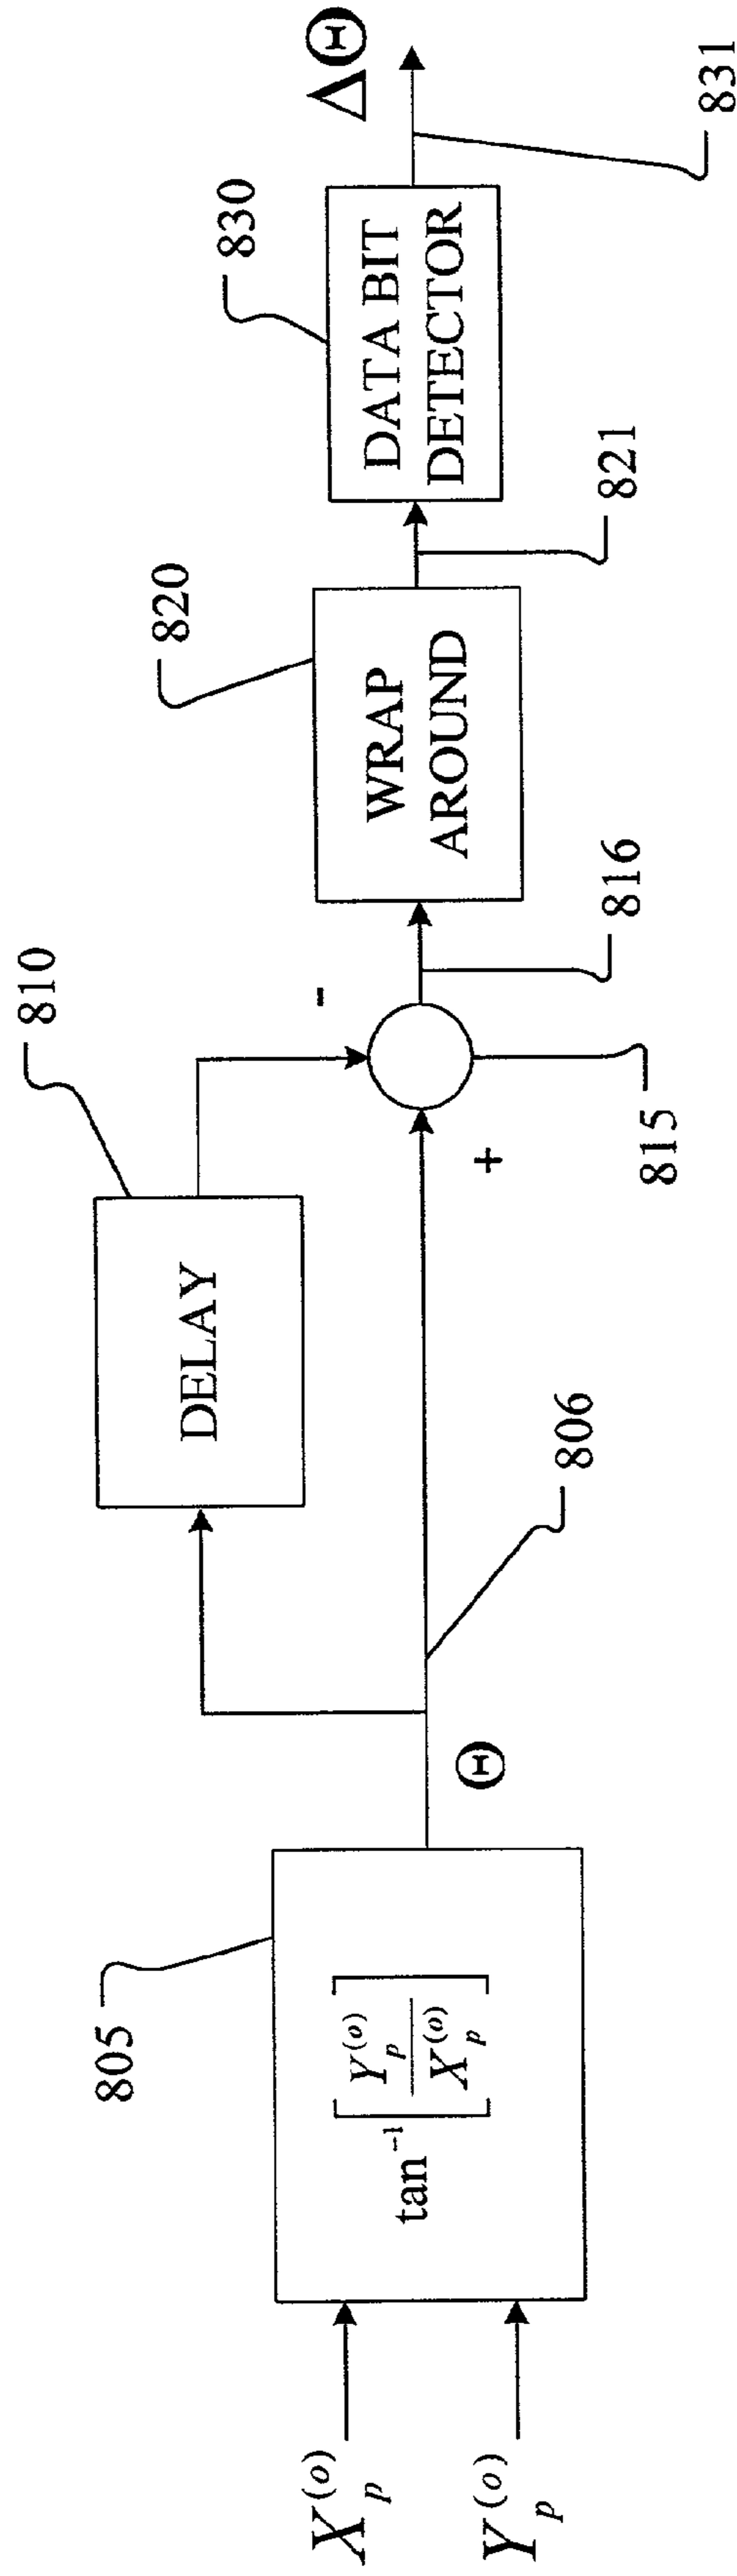 X_p^(o)
Y_p^(o)
805
tan^-1 [ Y_p^(o) / X_p^(o) ]
Θ
806
810
DELAY
-
+
815
816
820
WRAP
AROUND
821
830
DATA BIT
DETECTOR
831
ΔΘ